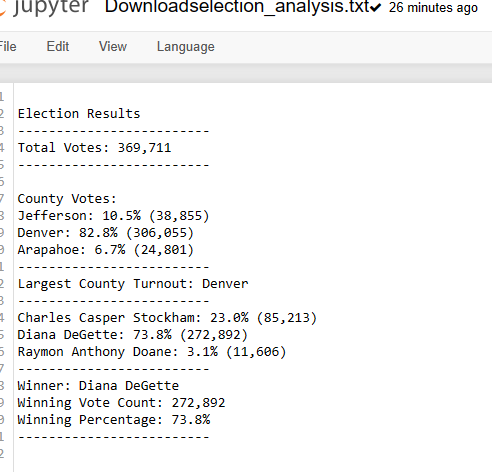 jupyter Downloadselection_analysis.txt✔ 26 minutes ago
File Edit View Language
1
2 Election Results
3 -------------------------
4 Total Votes: 369,711
5 -------------------------
6
7 County Votes:
8 Jefferson: 10.5% (38,855)
9 Denver: 82.8% (306,055)
0 Arapahoe: 6.7% (24,801)
1 -------------------------
2 Largest County Turnout: Denver
3 -------------------------
4 Charles Casper Stockham: 23.0% (85,213)
5 Diana DeGette: 73.8% (272,892)
6 Raymon Anthony Doane: 3.1% (11,606)
7 -------------------------
8 Winner: Diana DeGette
9 Winning Vote Count: 272,892
0 Winning Percentage: 73.8%
1 -------------------------
2